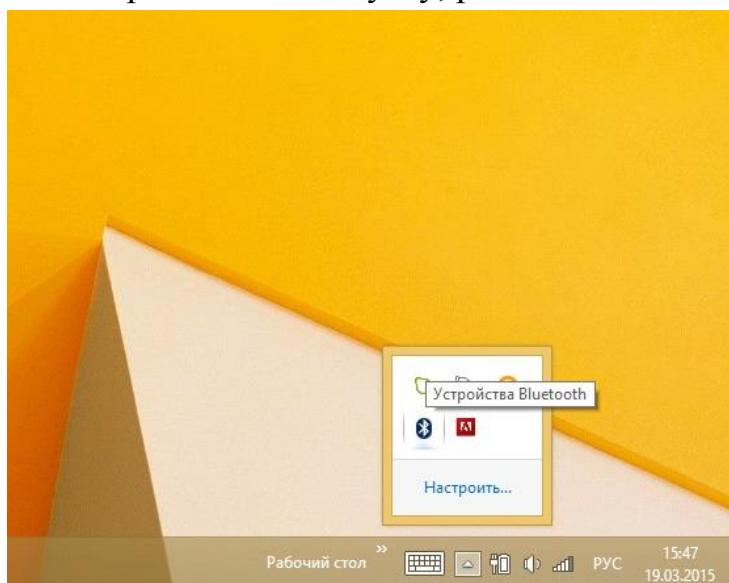 Устройства Bluetooth
Настроить...
Рабочий стол »
РУС
15:47
19.03.2015